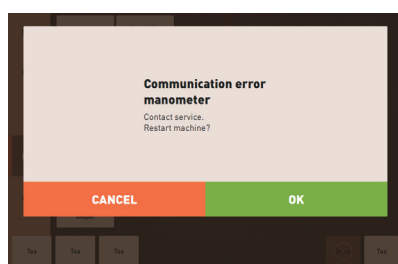 Communication error
manometer
Contact service.
Restart machine?
CANCEL
OK
Tea
Tea
Tea
Tea